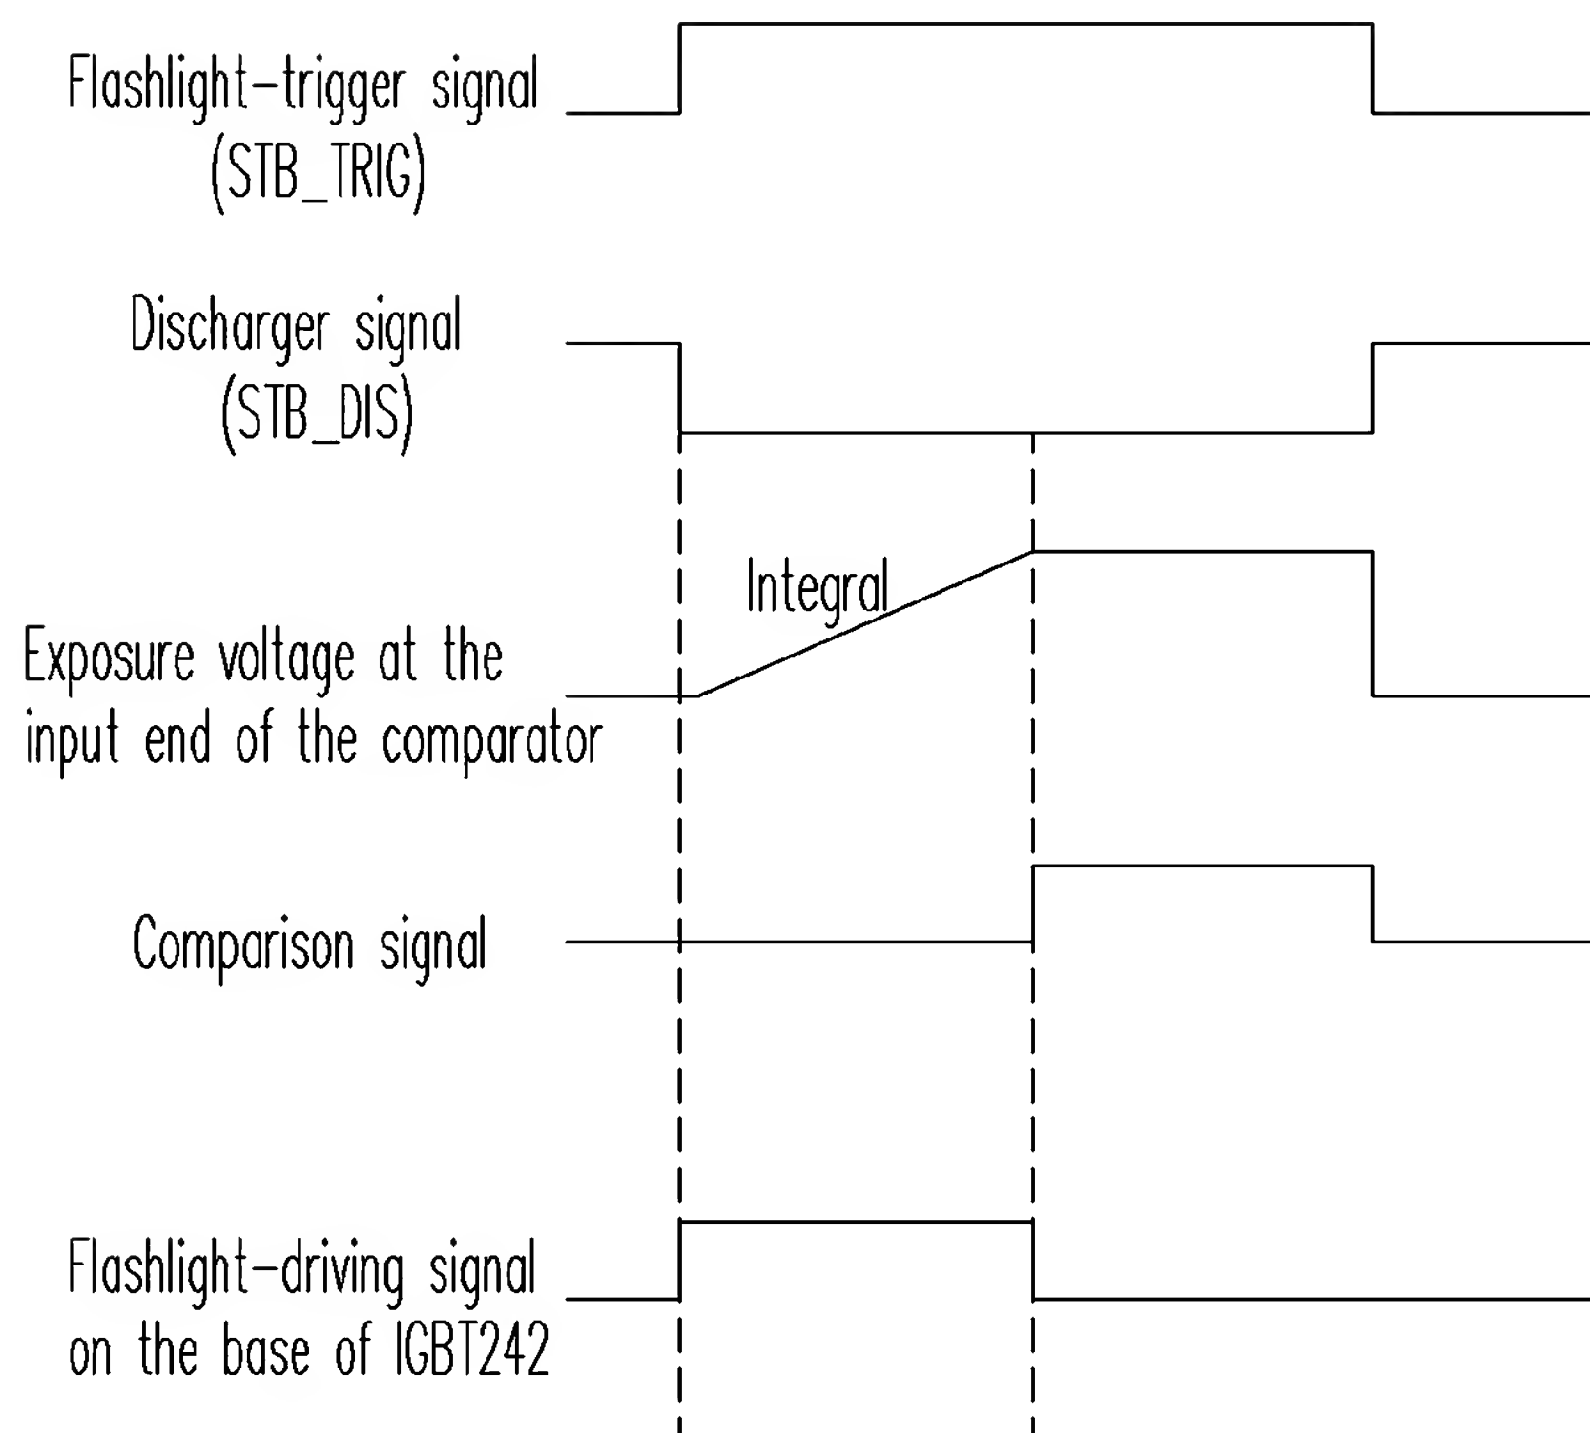 Flashlight-trigger signal
(STB_TRIG)
Discharger signal
(STB_DIS)
Integral
Exposure voltage at the
input end of the comparator
Comparison signal
Flashlight-driving signal
on the base of IGBT242